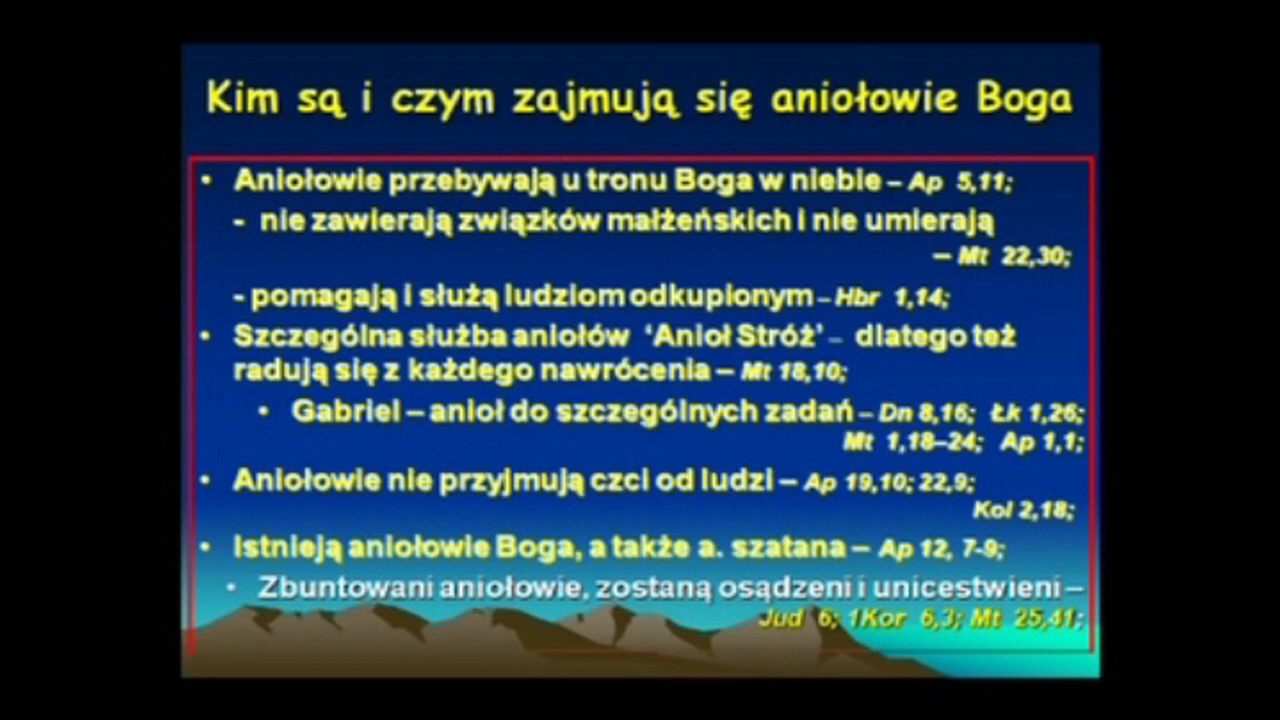 Kim są i czym zajmują się aniołowie Boga
• Aniołowie przebywają u tronu Boga w niebie – Ap 5,11;
- nie zawierają związków małżeńskich i nie umierają
– Mt 22,30;
- pomagają i służą ludziom odkupionym – Hbr 1,14;
• Szczególna służba aniołów ‘Anioł Stróż’ – dlatego też
radują się z każdego nawrócenia – Mt 18,10;
• Gabriel – anioł do szczególnych zadań – Dn 8,16; Łk 1,26;
Mt 1,18–24; Ap 1,1;
• Aniołowie nie przyjmują czci od ludzi – Ap 19,10; 22,9;
Kol 2,18;
• Istnieją aniołowie Boga, a także a. szatana – Ap 12, 7-9;
• Zbuntowani aniołowie, zostaną osądzeni i unicestwieni –
Jud 6; 1Kor 6,3; Mt 25,41;